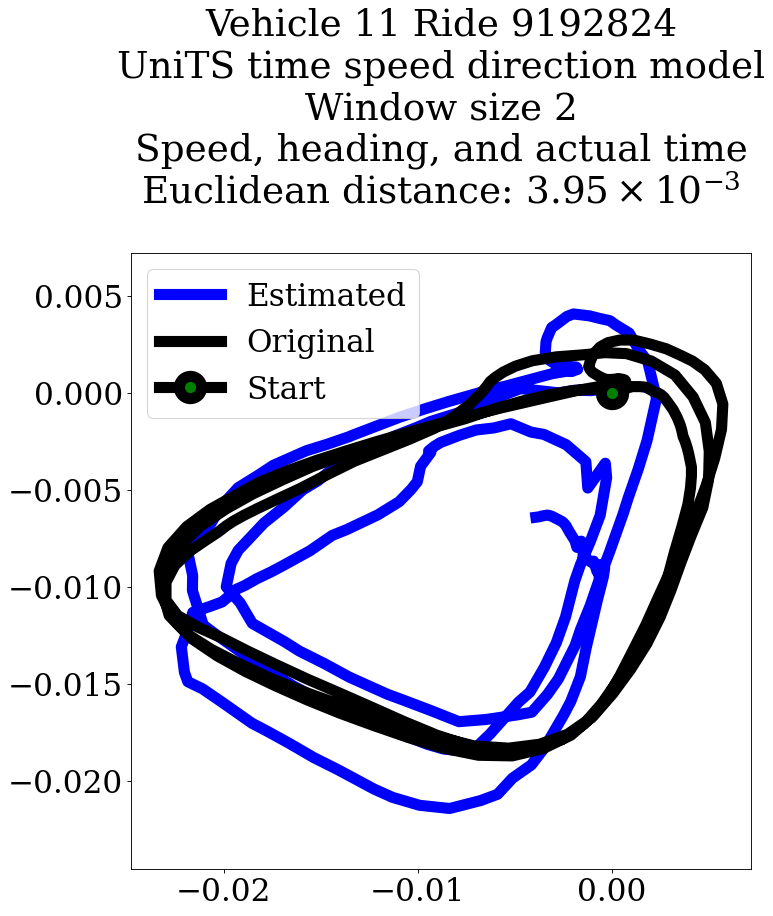 Vehicle 11 Ride 9192824
UniTS time speed direction model
Window size 2
Speed, heading, and actual time
Euclidean distance: 3.95 × 10⁻³
Estimated
Original
Start
0.005
0.000
−0.005
−0.010
−0.015
−0.020
−0.02 −0.01 0.00